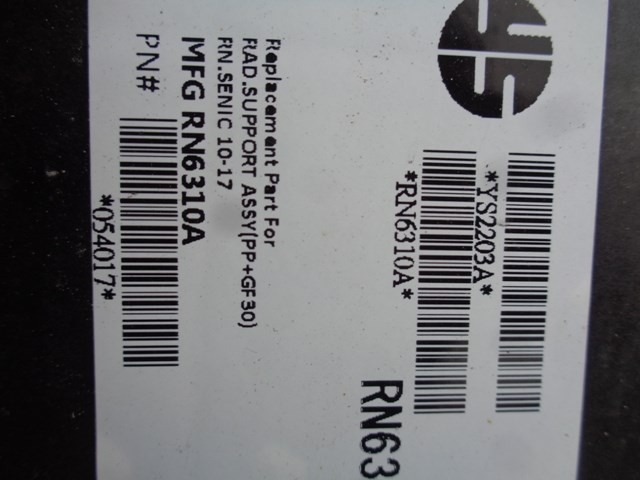 *YS2203A*
*RN6310A*
RN63
Replacement Part For
RAD.SUPPORT ASSY(PP+GF30)
RN.SENIC 10-17
MFG RN6310A
PN#
*054017*